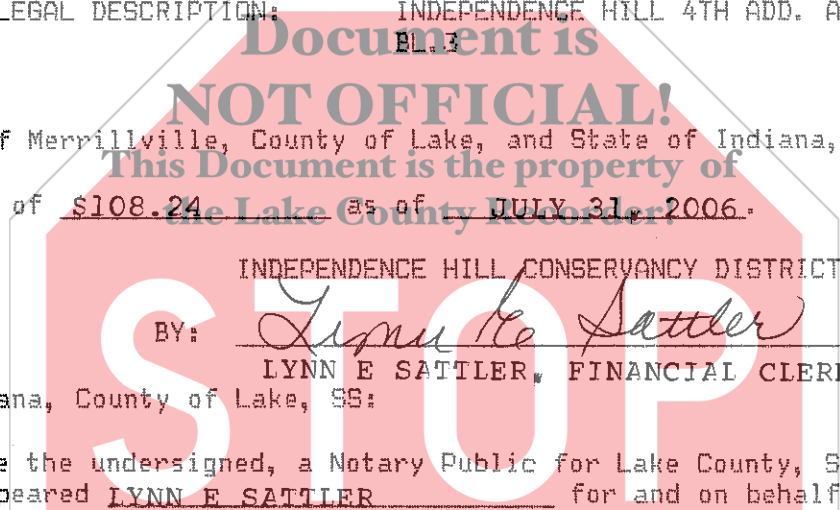 LEGAL DESCRIPTION: INDEPENDENCE HILL 4TH ADD. A
BL.3
Document is
NOT OFFICIAL!
f Merrillville, County of Lake, and State of Indiana,
This Document is the property of
of $108.24 as of JULY 31, 2006.
the Lake County Recorder!
INDEPENDENCE HILL CONSERVANCY DISTRICT
STOP
BY: Lynn E Sattler
LYNN E SATTLER, FINANCIAL CLERK
ana, County of Lake, SS:
e the undersigned, a Notary Public for Lake County, S
peared LYNN E SATTLER for and on behalf